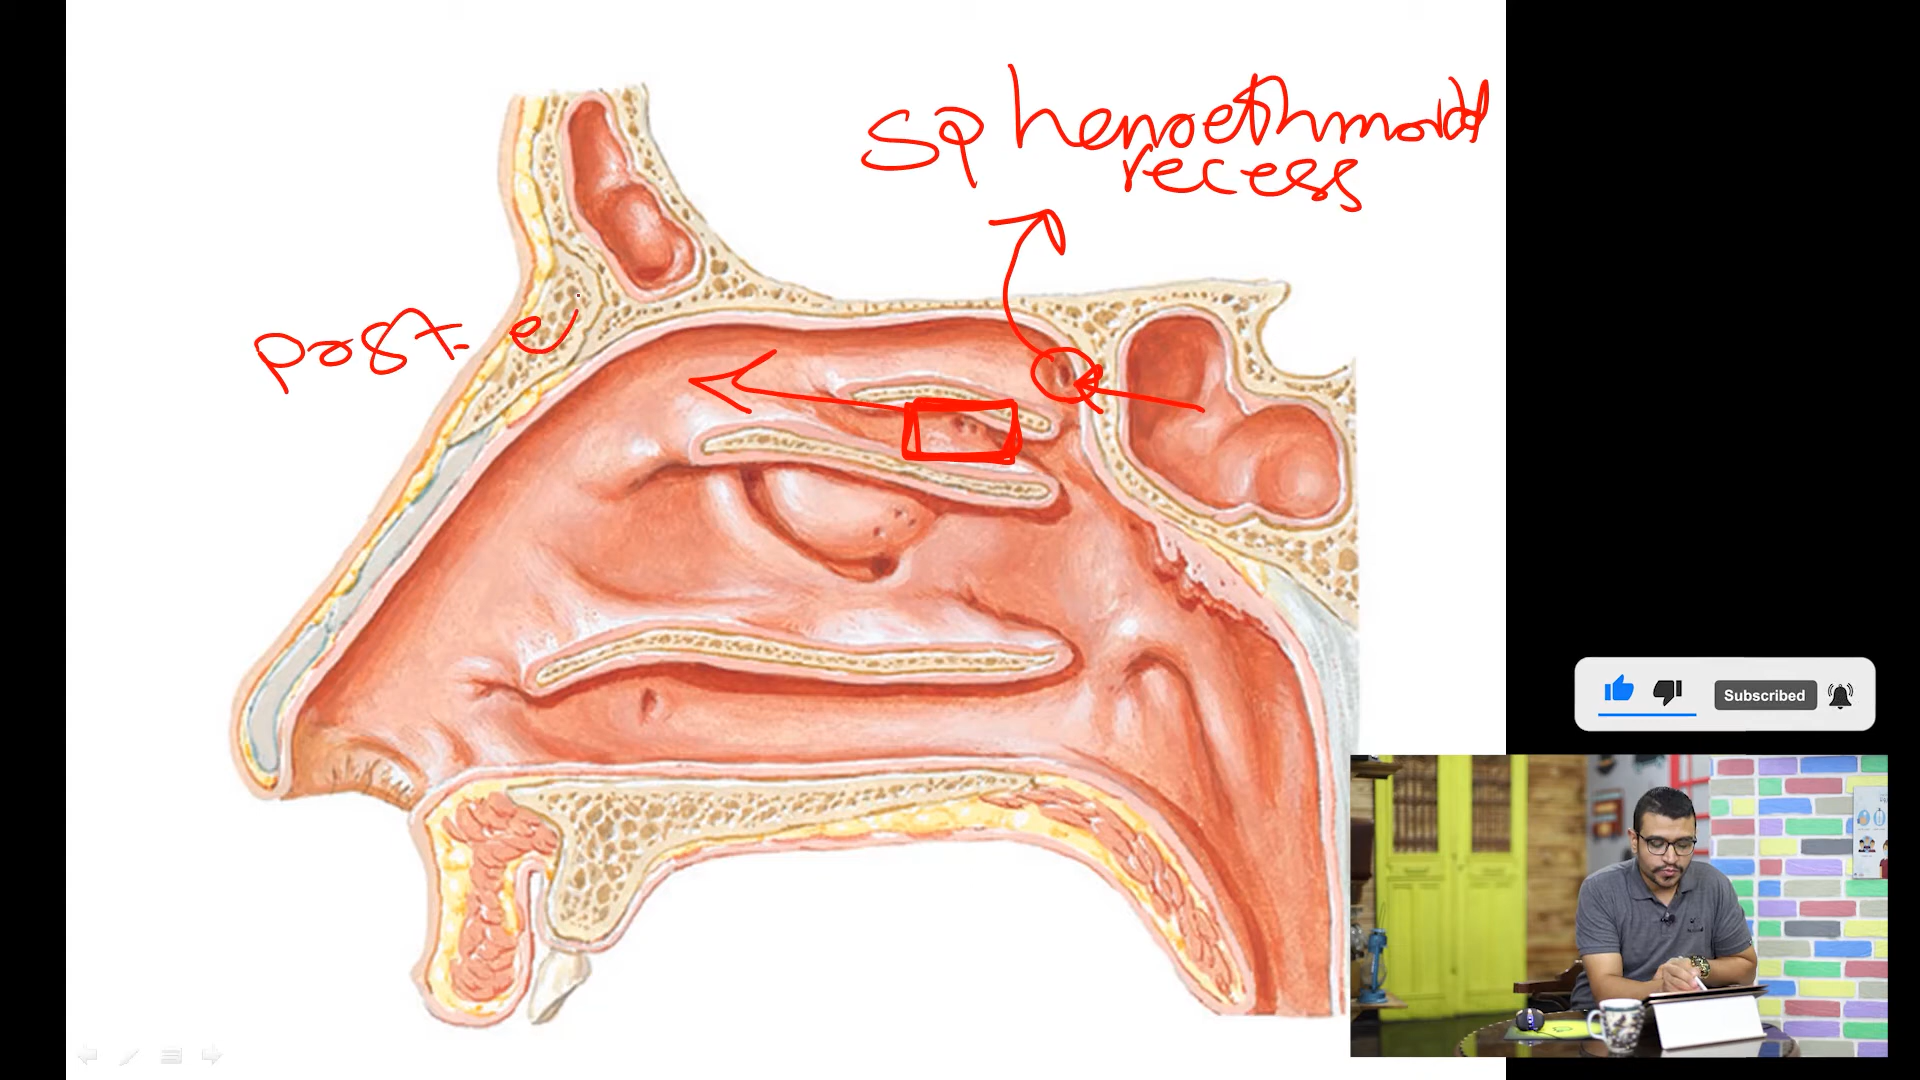 sphenoethmoidal
recess
post. e
Subscribed